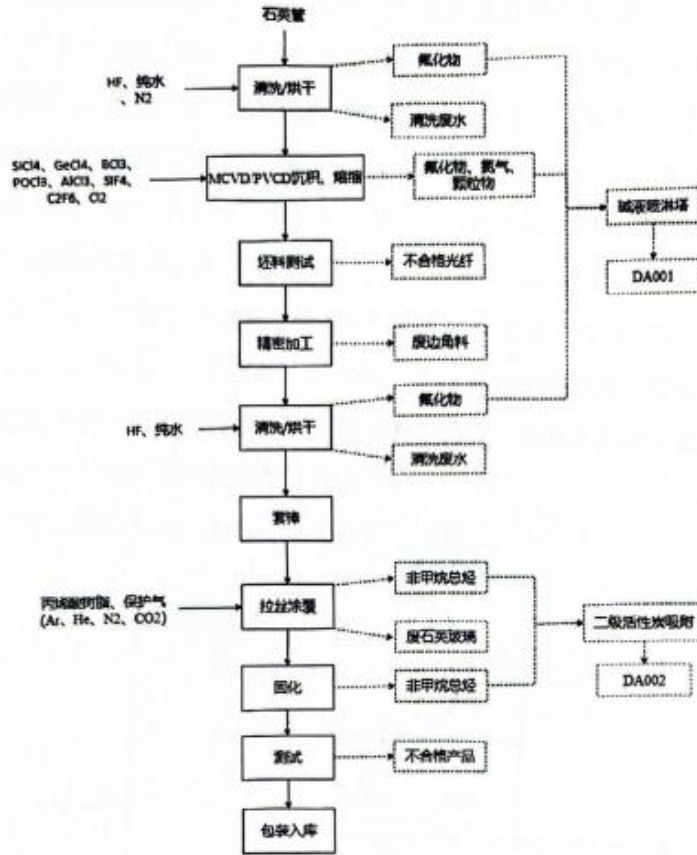 石英管
HF、纯水
、N2
清洗/烘干
氟化物
清洗废水
SiCl4、GeCl4、BCl3、
POCl3、AlCl3、SiF4、
C2F6、Cl2
MCVD/PVCD沉积、熔缩
氟化物、氯气、
颗粒物
碱液喷淋塔
DA001
坯料测试
不合格光纤
精密加工
废边角料
HF、纯水
清洗/烘干
氟化物
清洗废水
套棒
丙烯酸树脂、保护气
(Ar、He、N2、CO2)
拉丝涂覆
非甲烷总烃
废石英玻璃
二级活性炭吸附
DA002
固化
非甲烷总烃
测试
不合格产品
包装入库